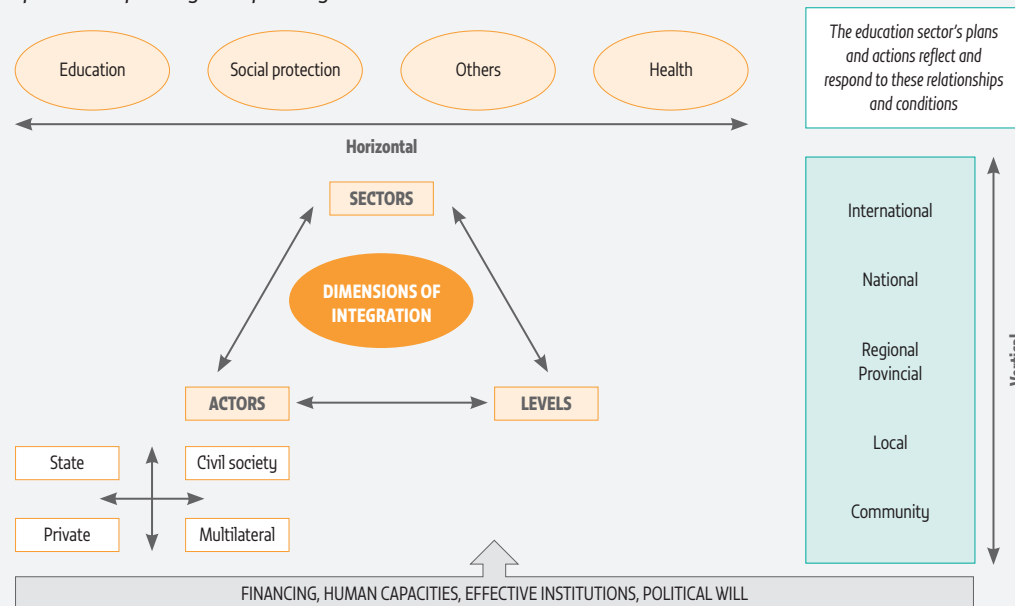 Education
Social protection
Others
Health
The education sector's plans
and actions reflect and
respond to these relationships
and conditions
Horizontal
SECTORS
DIMENSIONS OF
INTEGRATION
ACTORS
LEVELS
International
National
Regional
Provincial
Local
Community
Vertical
State
Civil society
Private
Multilateral
FINANCING, HUMAN CAPACITIES, EFFECTIVE INSTITUTIONS, POLITICAL WILL